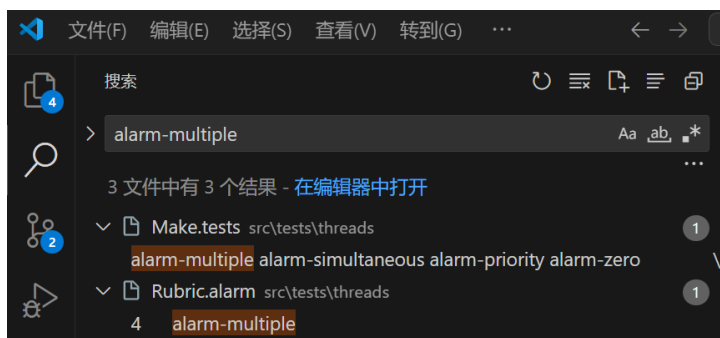 文件(F) 编辑(E) 选择(S) 查看(V) 转到(G) ···
搜索
4
alarm-multiple Aa ab
3 文件中有 3 个结果 - 在编辑器中打开
Make.tests src\tests\threads 1
alarm-multiple alarm-simultaneous alarm-priority alarm-zero \
2
Rubric.alarm src\tests\threads 1
4 alarm-multiple